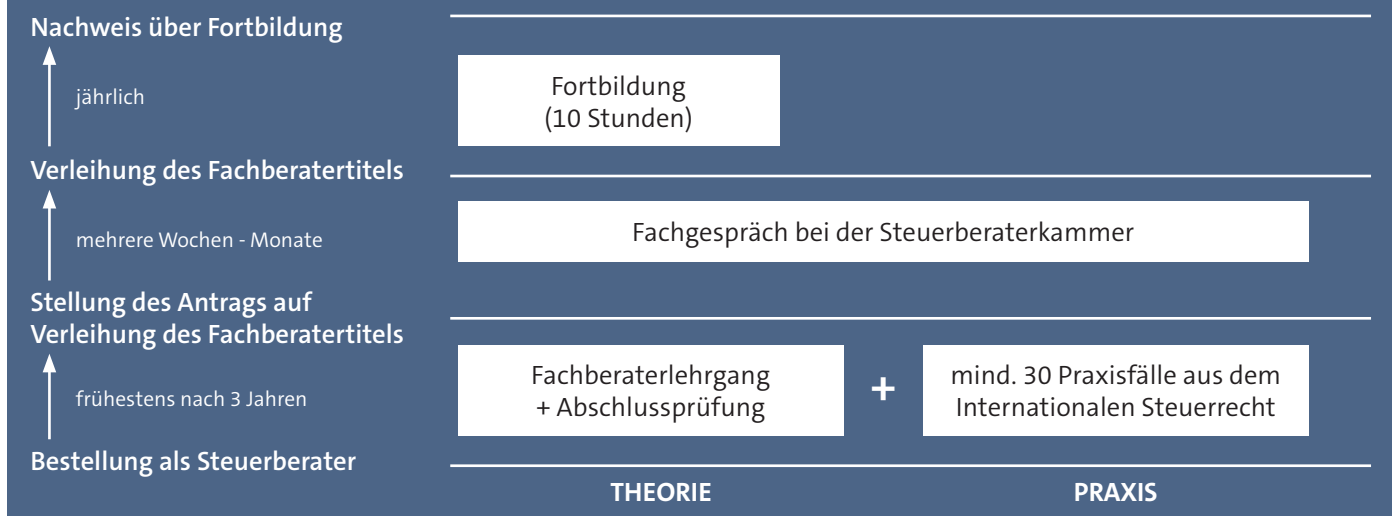 Nachweis über Fortbildung
jährlich
Fortbildung
(10 Stunden)
Verleihung des Fachberatertitels
mehrere Wochen - Monate
Fachgespräch bei der Steuerberaterkammer
Stellung des Antrags auf
Verleihung des Fachberatertitels
frühestens nach 3 Jahren
Fachberaterlehrgang
+ Abschlussprüfung
+
mind. 30 Praxisfälle aus dem
Internationalen Steuerrecht
Bestellung als Steuerberater
THEORIE
PRAXIS